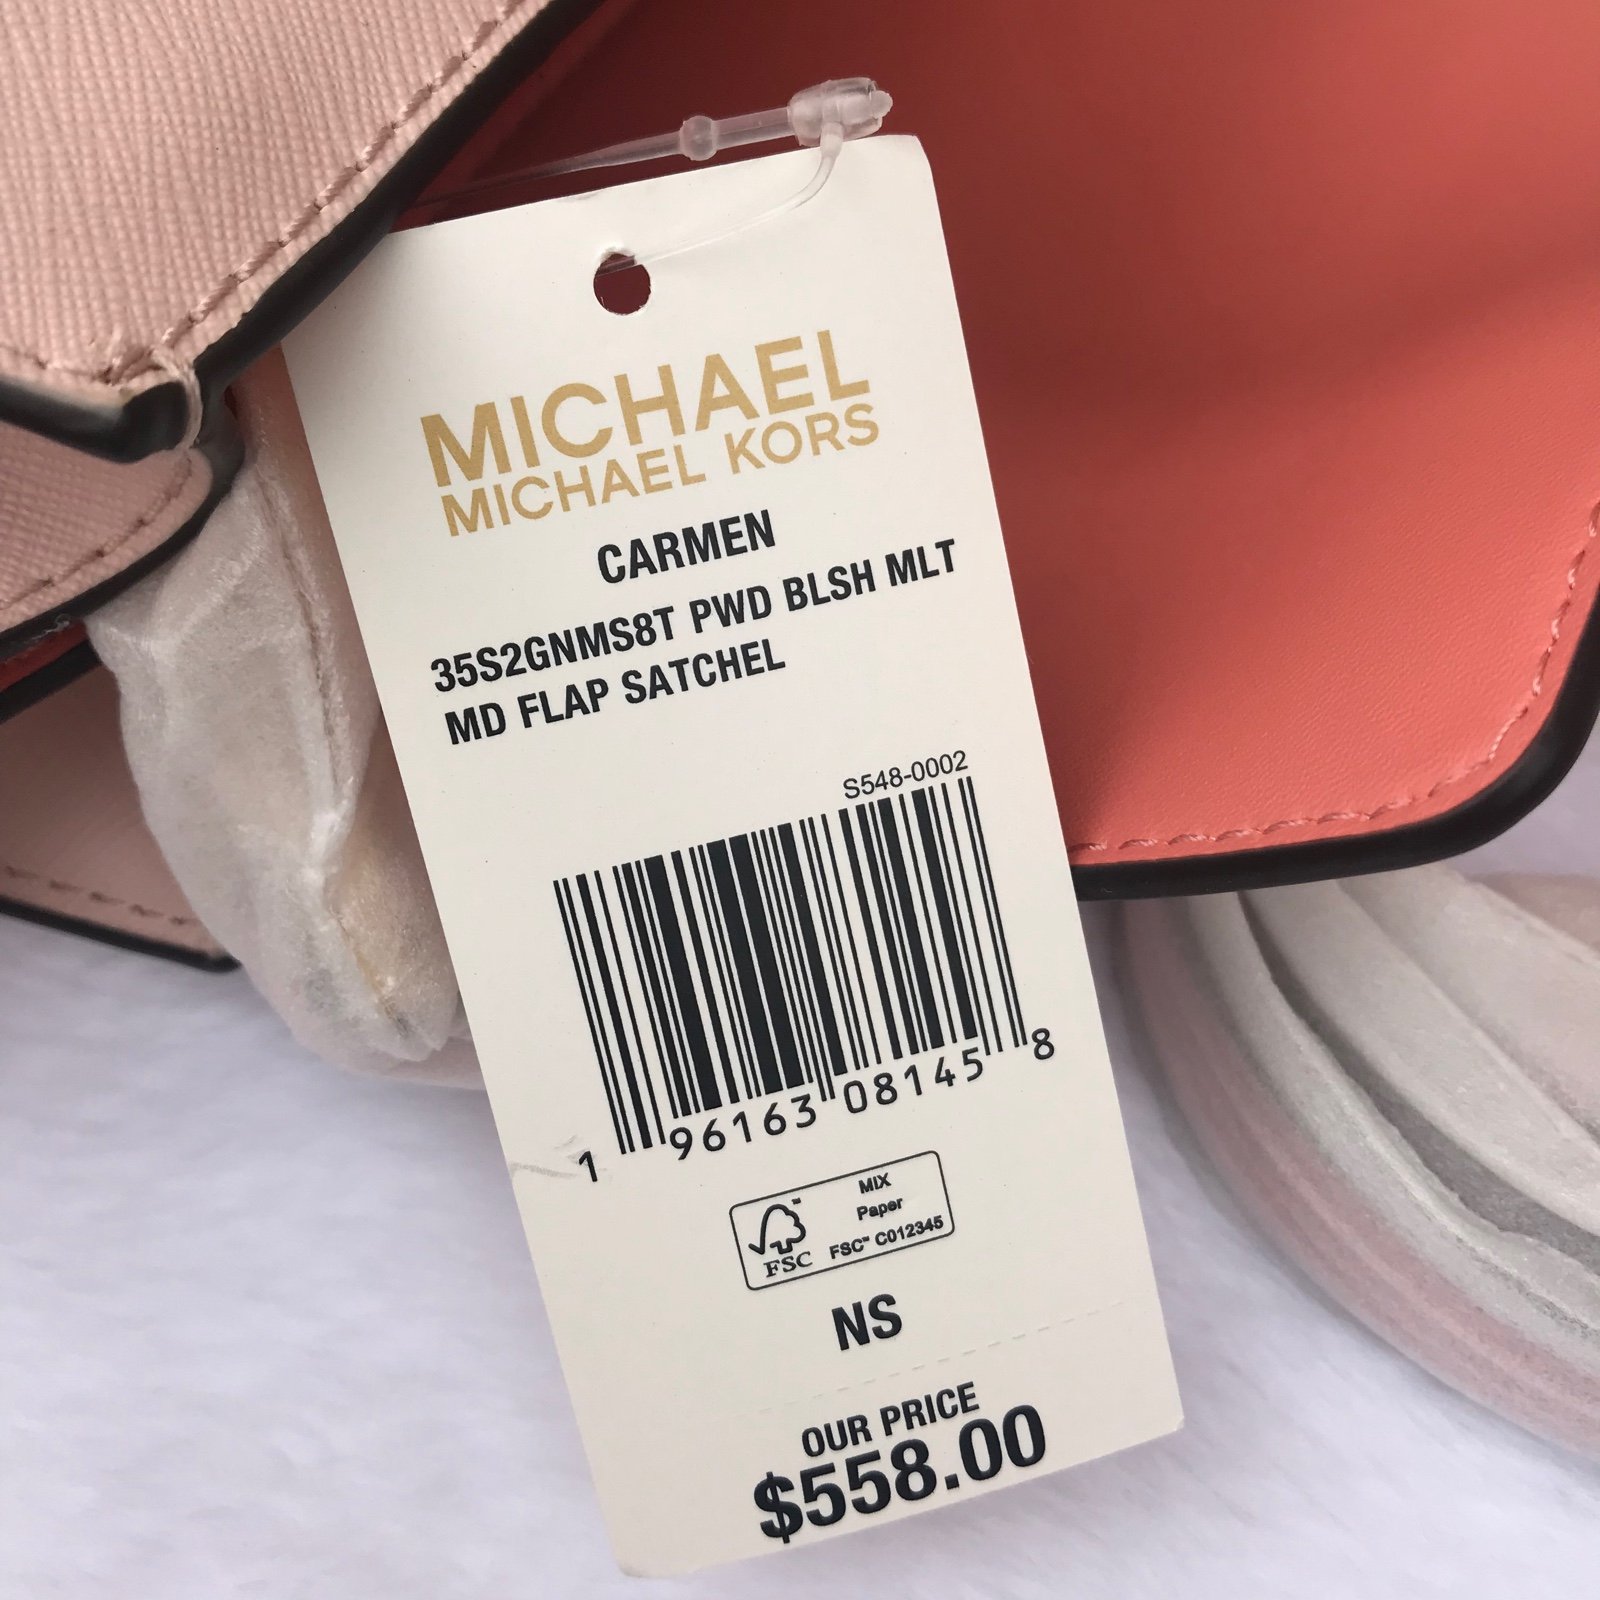 MICHAEL
MICHAEL KORS
CARMEN
35S2GNMS8T PWD BLSH MLT
MD FLAP SATCHEL
S548-0002
1 96163 08145 8
FSC
MIX
Paper
FSC™ C012345
NS
OUR PRICE
$558.00